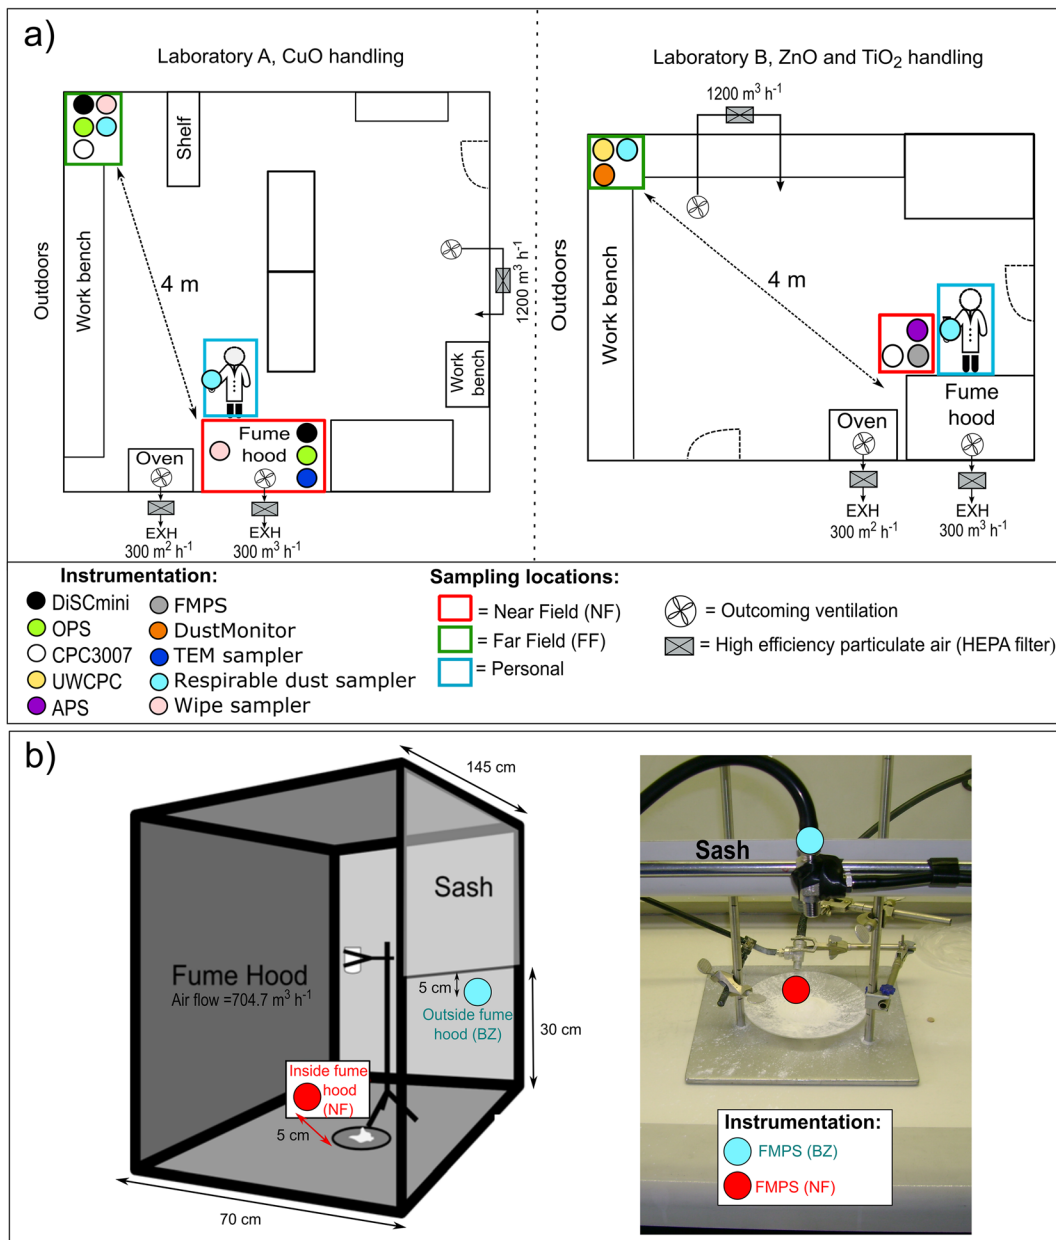 a)
Laboratory A, CuO handling
Shelf
Outdoors
Work bench
4 m
1200 m³ h⁻¹
Work
bench
Oven
Fume
hood
EXH
300 m² h⁻¹
EXH
300 m³ h⁻¹
Laboratory B, ZnO and TiO₂ handling
1200 m³ h⁻¹
Outdoors
Work bench
4 m
Oven
Fume
hood
EXH
300 m² h⁻¹
EXH
300 m³ h⁻¹
Instrumentation:
DiSCmini
OPS
CPC3007
UWCPC
APS
FMPS
DustMonitor
TEM sampler
Respirable dust sampler
Wipe sampler
Sampling locations:
= Near Field (NF)
= Far Field (FF)
= Personal
= Outcoming ventilation
= High efficiency particulate air (HEPA filter)
b)
145 cm
Sash
Fume Hood
Air flow =704.7 m³ h⁻¹
5 cm
Outside fume
hood (BZ)
30 cm
Inside fume
hood
(NF)
5 cm
70 cm
Sash
Instrumentation:
FMPS (BZ)
FMPS (NF)